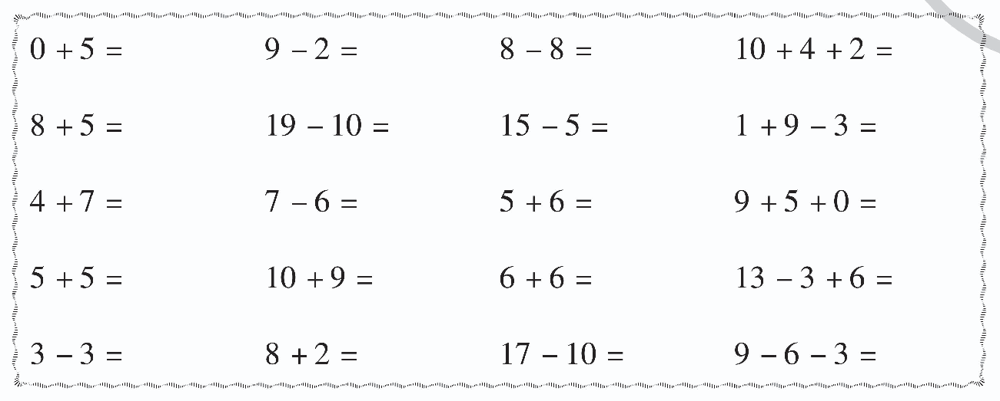 0 + 5 = 9 − 2 = 8 − 8 = 10 + 4 + 2 =
8 + 5 = 19 − 10 = 15 − 5 = 1 + 9 − 3 =
4 + 7 = 7 − 6 = 5 + 6 = 9 + 5 + 0 =
5 + 5 = 10 + 9 = 6 + 6 = 13 − 3 + 6 =
3 − 3 = 8 + 2 = 17 − 10 = 9 − 6 − 3 =